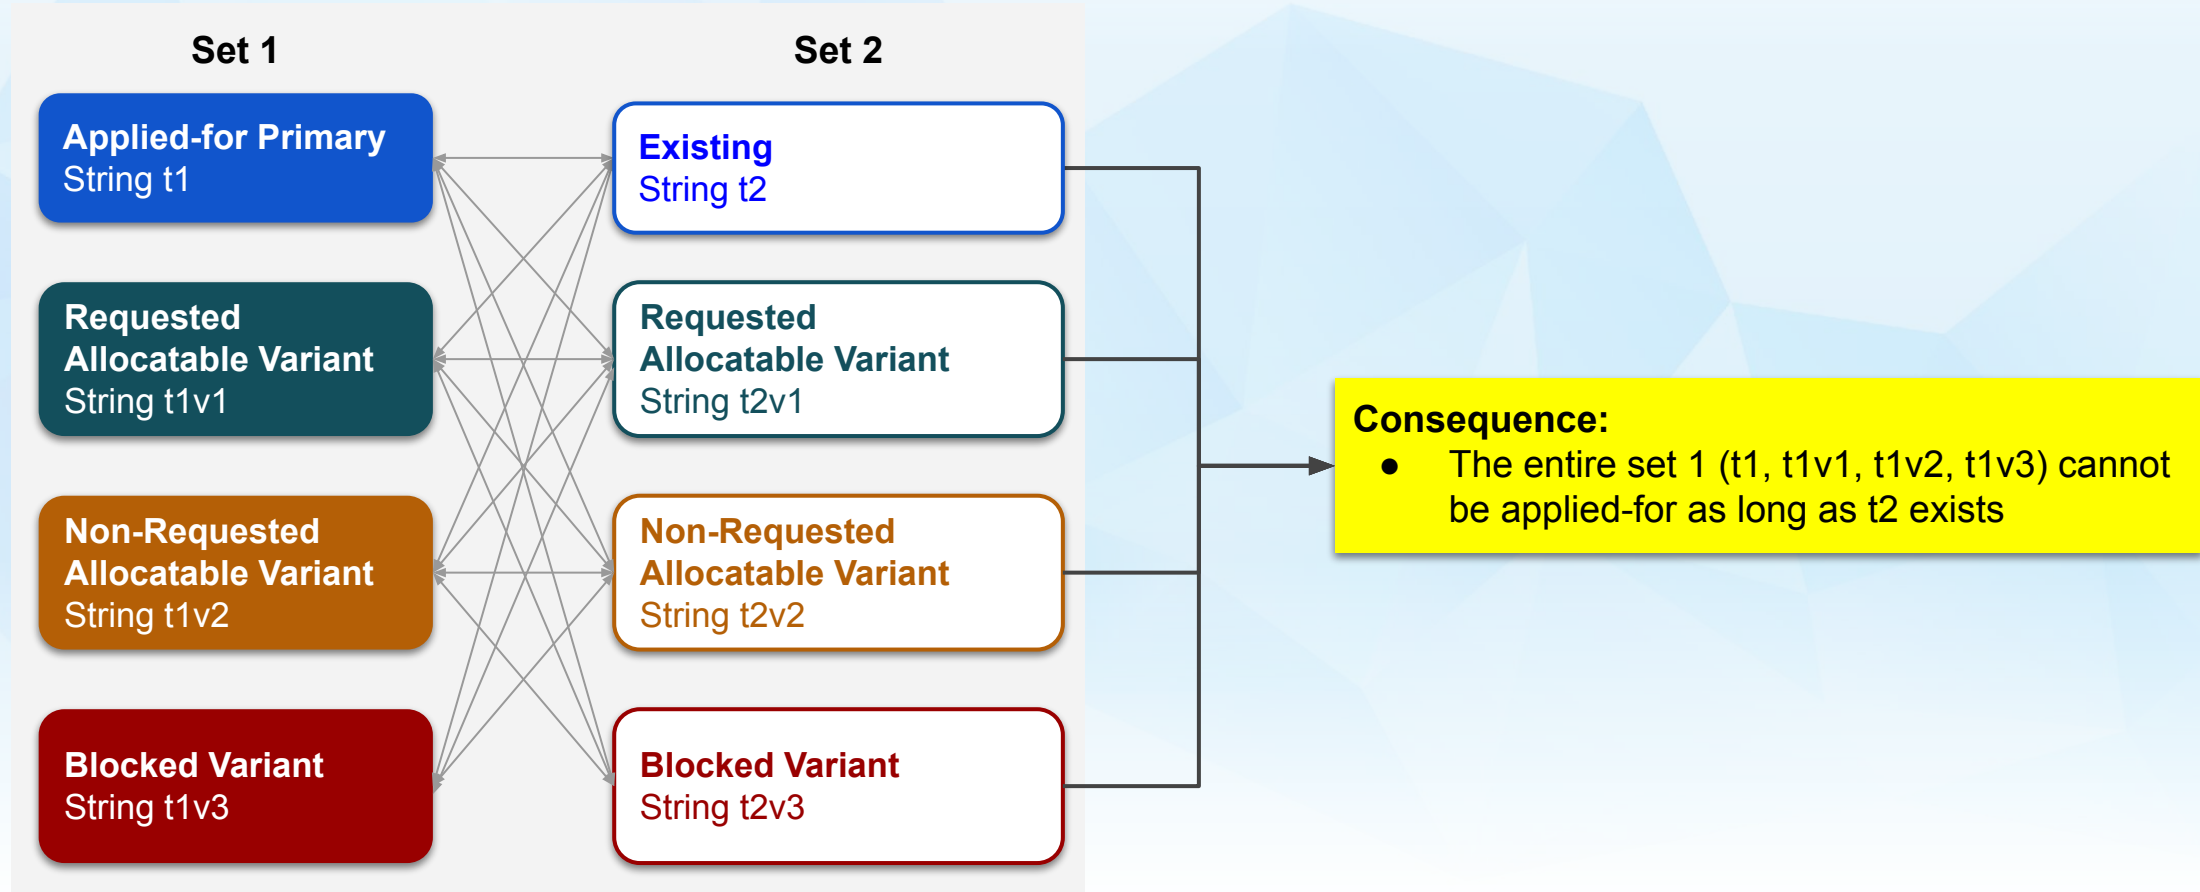 Set 1
Set 2
Applied-for Primary
String t1
Existing
String t2
Requested
Allocatable Variant
String t1v1
Requested
Allocatable Variant
String t2v1
Non-Requested
Allocatable Variant
String t1v2
Non-Requested
Allocatable Variant
String t2v2
Blocked Variant
String t1v3
Blocked Variant
String t2v3
Consequence:
● The entire set 1 (t1, t1v1, t1v2, t1v3) cannot
be applied-for as long as t2 exists